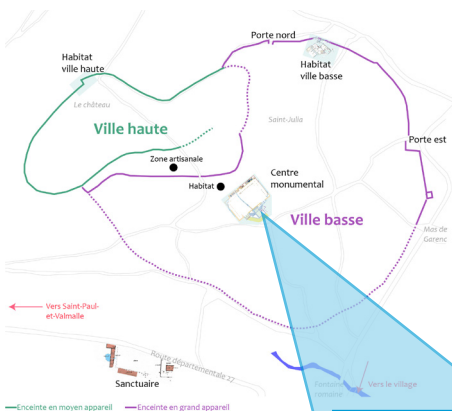 Porte nord
Habitat
ville haute
Habitat
ville basse
Le château
Ville haute
Saint-Julia
Porte est
Zone artisanale
Centre
monumental
Habitat
Ville basse
Mas de
Garenc
Vers Saint-Paul-
et-Valmalle
Route départementale 27
Sanctuaire
Fontaine
romaine
Vers le village
Enceinte en moyen appareil
Enceinte en grand appareil